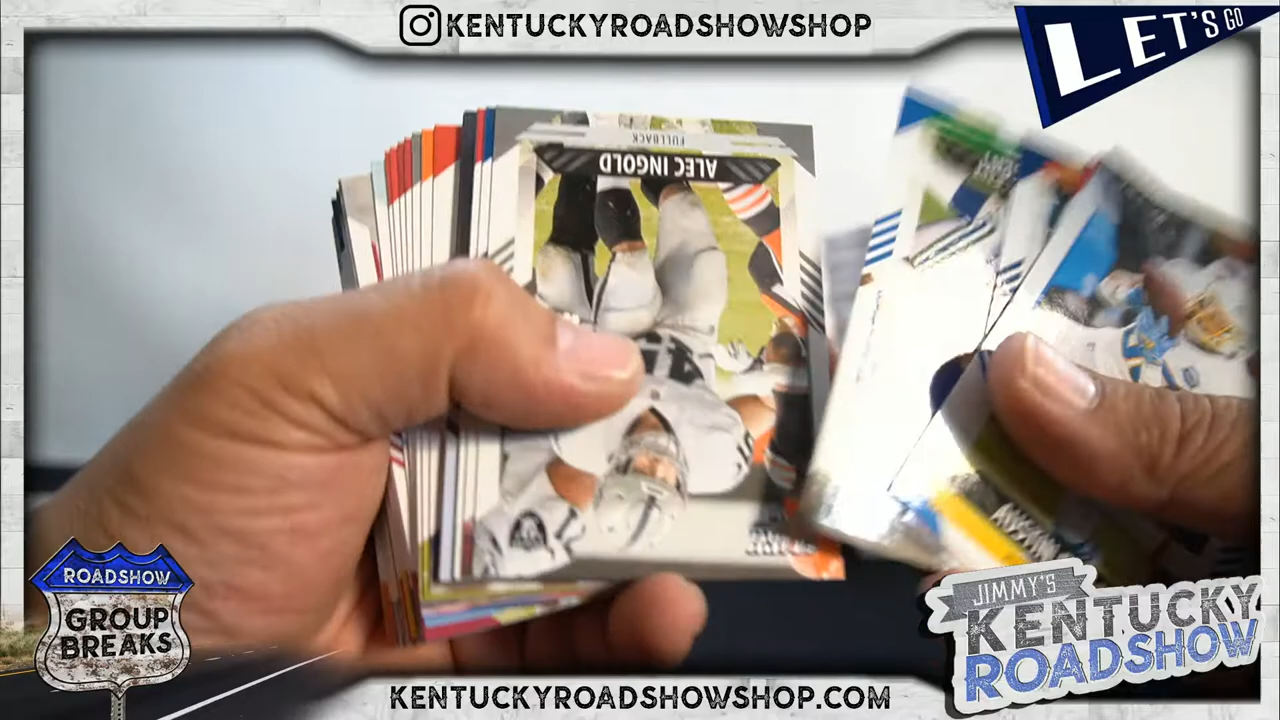 KENTUCKYROADSHOWSHOP
LET'S GO
FULLBACK
ALEC INGOLD
ROADSHOW
GROUP
BREAKS
JIMMY'S
KENTUCKY
ROADSHOW
KENTUCKYROADSHOWSHOP.COM